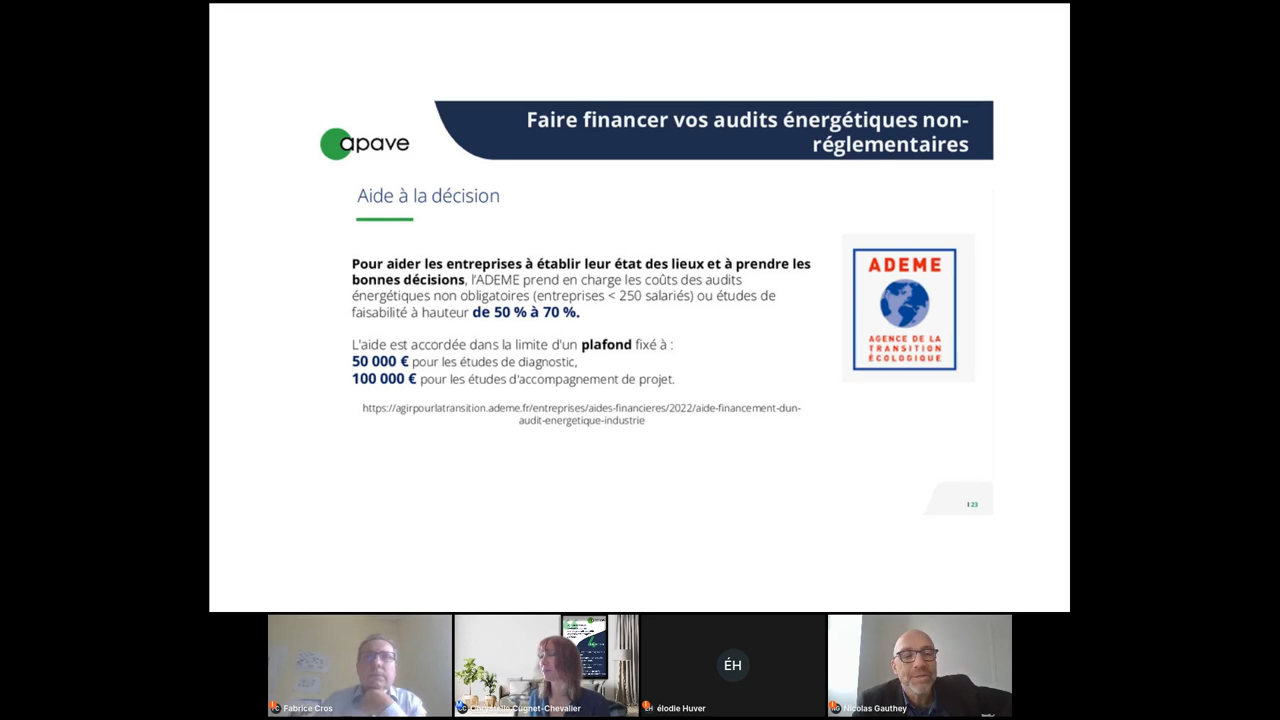 Faire financer vos audits énergétiques non-
réglementaires
apave
Aide à la décision
Pour aider les entreprises à établir leur état des lieux et à prendre les
bonnes décisions, l'ADEME prend en charge les coûts des audits
énergétiques non obligatoires (entreprises < 250 salariés) ou études de
faisabilité à hauteur de 50 % à 70 %.
L'aide est accordée dans la limite d'un plafond fixé à :
50 000 € pour les études de diagnostic,
100 000 € pour les études d'accompagnement de projet.
https://agirpourlatransition.ademe.fr/entreprises/aides-financieres/2022/aide-financement-dun-
audit-energetique-industrie
ADEME
AGENCE DE LA
TRANSITION
ÉCOLOGIQUE
23
ÉH
Fabrice Cros
Cugnet-Chevalier
élodie Huver
Nicolas Gauthey